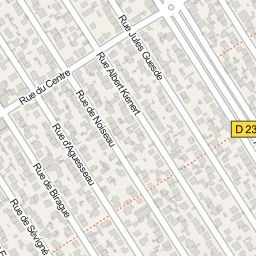 Rue Jules Guesde
Rue du Centre
Rue Albert Kienert
Rue de Noiseau
D 23
Rue d'Aguesseau
Rue de Birague
Rue de Sévigné